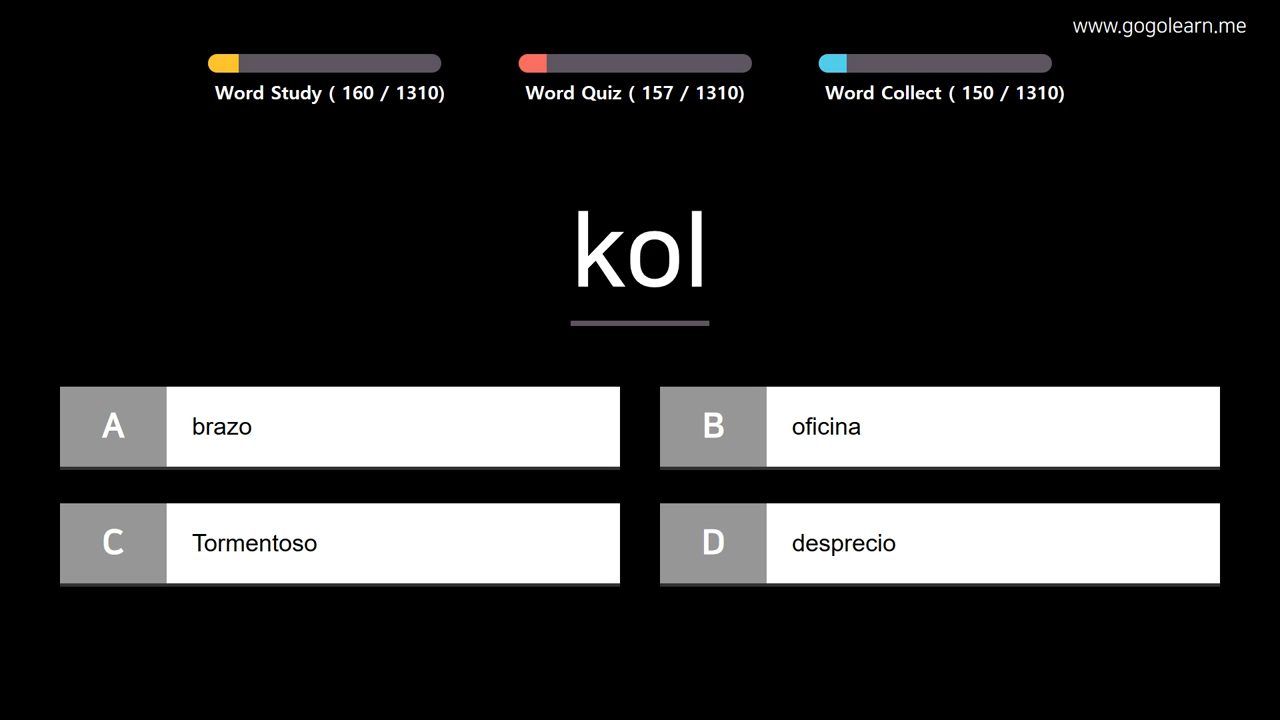 www.gogolearn.me
Word Study ( 160 / 1310)
Word Quiz ( 157 / 1310)
Word Collect ( 150 / 1310)
kol
A brazo
B oficina
C Tormentoso
D desprecio